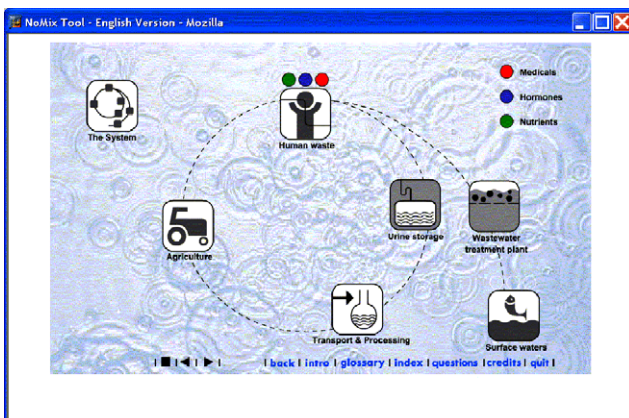 NoMix Tool - English Version - Mozilla
Medicals
Hormones
Nutrients
The System
Human waste
Urine storage
Wastewater
treatment plant
Agriculture
Transport & Processing
Surface waters
| back | intro | glossary | index | questions | credits | quit |